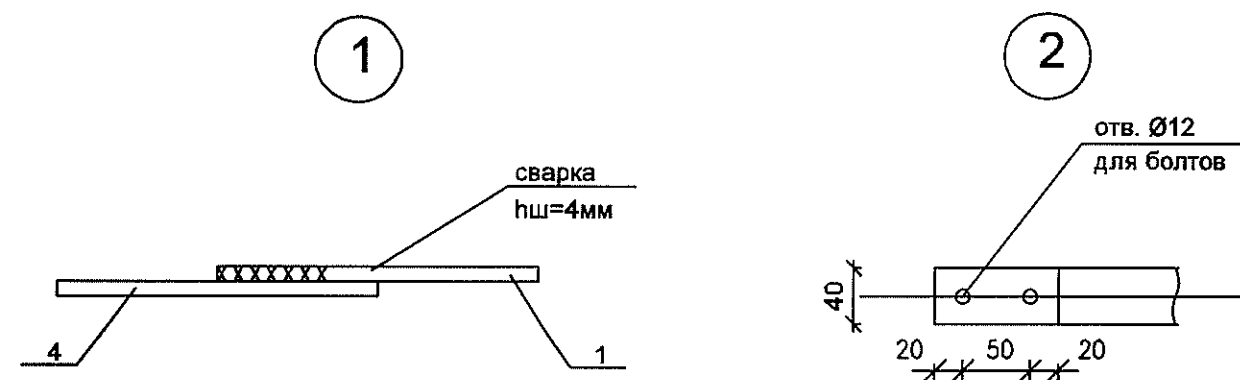 1
2
сварка
hш=4мм
4
1
отв. Ø12
для болтов
40
20 50 20